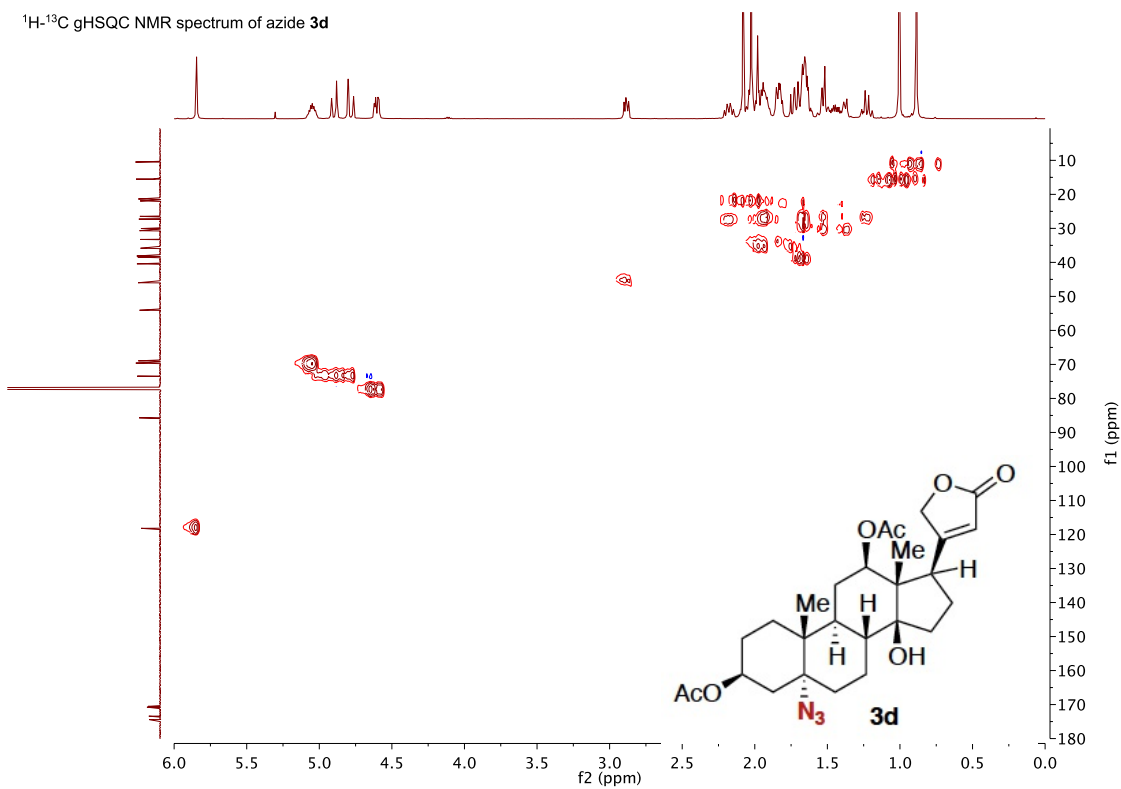 ¹H-¹³C gHSQC NMR spectrum of azide 3d
10
20
30
40
50
60
70
80
90
100
110
120
130
140
150
160
170
180
f1 (ppm)
O
O
OAc
Me
H
Me
H
H
OH
AcO
N₃
3d
6.0 5.5 5.0 4.5 4.0 3.5 3.0 2.5 2.0 1.5 1.0 0.5 0.0
f2 (ppm)